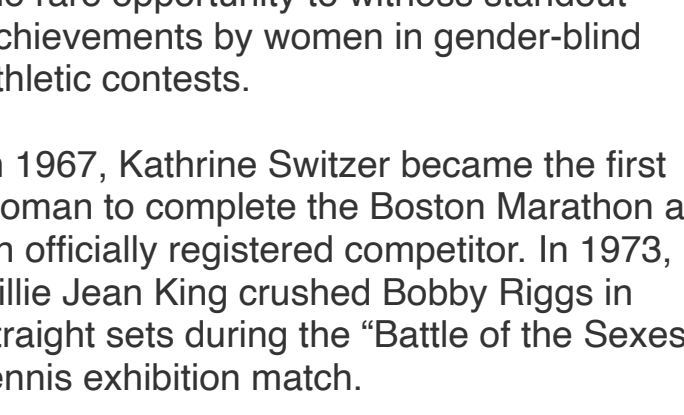 rare opportunity to witness standout
chievements by women in gender-blind
thletic contests.
1967, Kathrine Switzer became the first
oman to complete the Boston Marathon a
n officially registered competitor. In 1973,
illie Jean King crushed Bobby Riggs in
traight sets during the “Battle of the Sexes
ennis exhibition match.